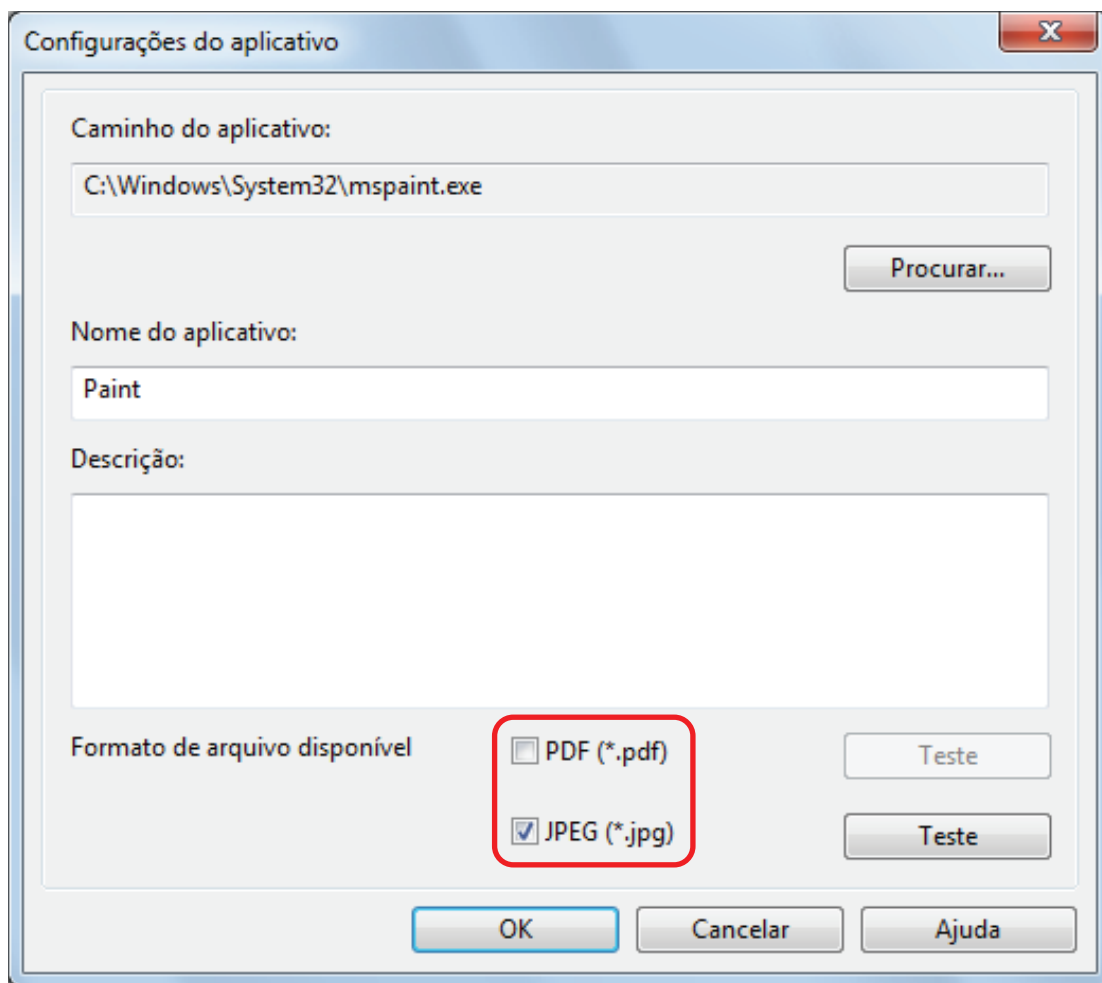 Configurações do aplicativo
Caminho do aplicativo:
C:\Windows\System32\mspaint.exe
Procurar...
Nome do aplicativo:
Paint
Descrição:
Formato de arquivo disponível
PDF (*.pdf)
Teste
JPEG (*.jpg)
Teste
OK
Cancelar
Ajuda